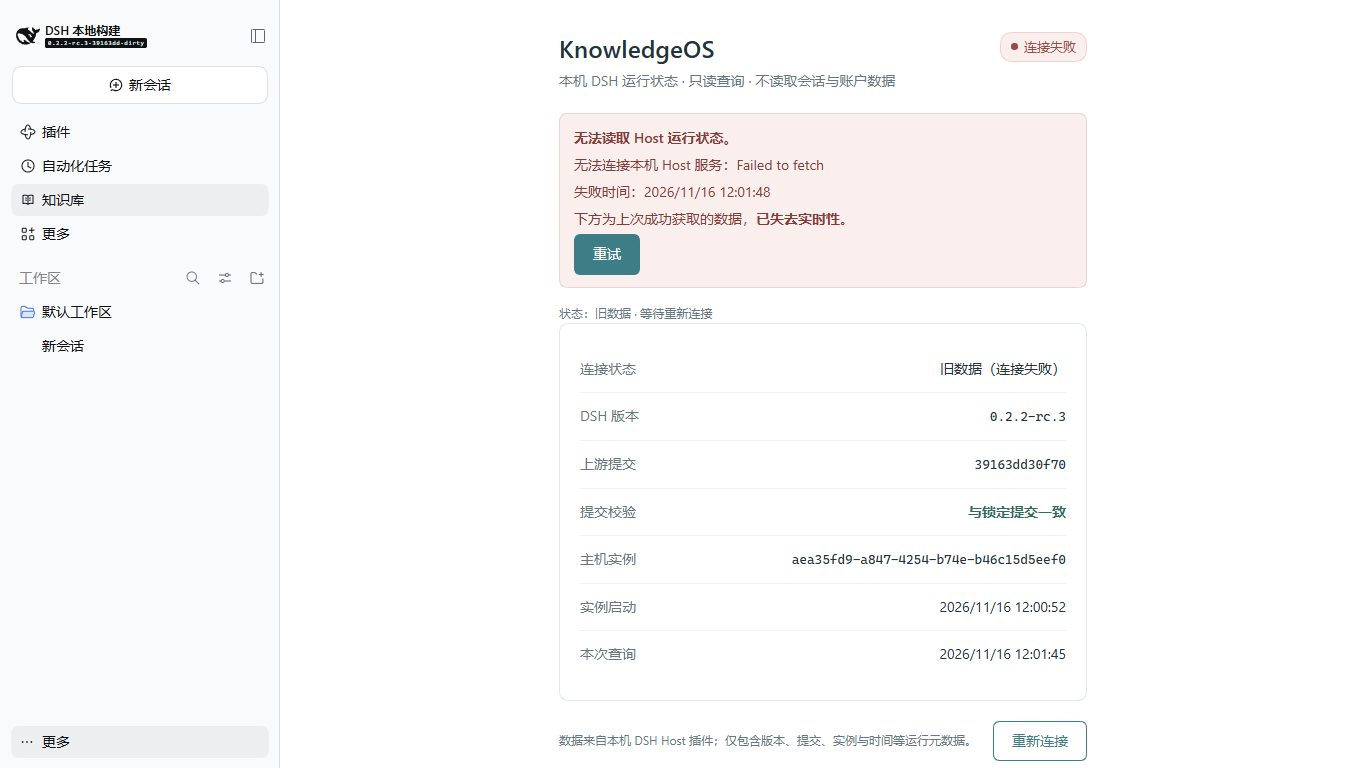 DSH 本地构建
0.2.2-rc.3-39163dd-dirty
新会话
插件
自动化任务
知识库
更多
工作区
默认工作区
新会话
更多
KnowledgeOS
连接失败
本机 DSH 运行状态 · 只读查询 · 不读取会话与账户数据
无法读取 Host 运行状态。
无法连接本机 Host 服务：Failed to fetch
失败时间：2026/11/16 12:01:48
下方为上次成功获取的数据，已失去实时性。
重试
状态：旧数据 · 等待重新连接
连接状态 旧数据（连接失败）
DSH 版本 0.2.2-rc.3
上游提交 39163dd30f70
提交校验 与锁定提交一致
主机实例 aea35fd9-a847-4254-b74e-b46c15d5eef0
实例启动 2026/11/16 12:00:52
本次查询 2026/11/16 12:01:45
数据来自本机 DSH Host 插件；仅包含版本、提交、实例与时间等运行元数据。
重新连接